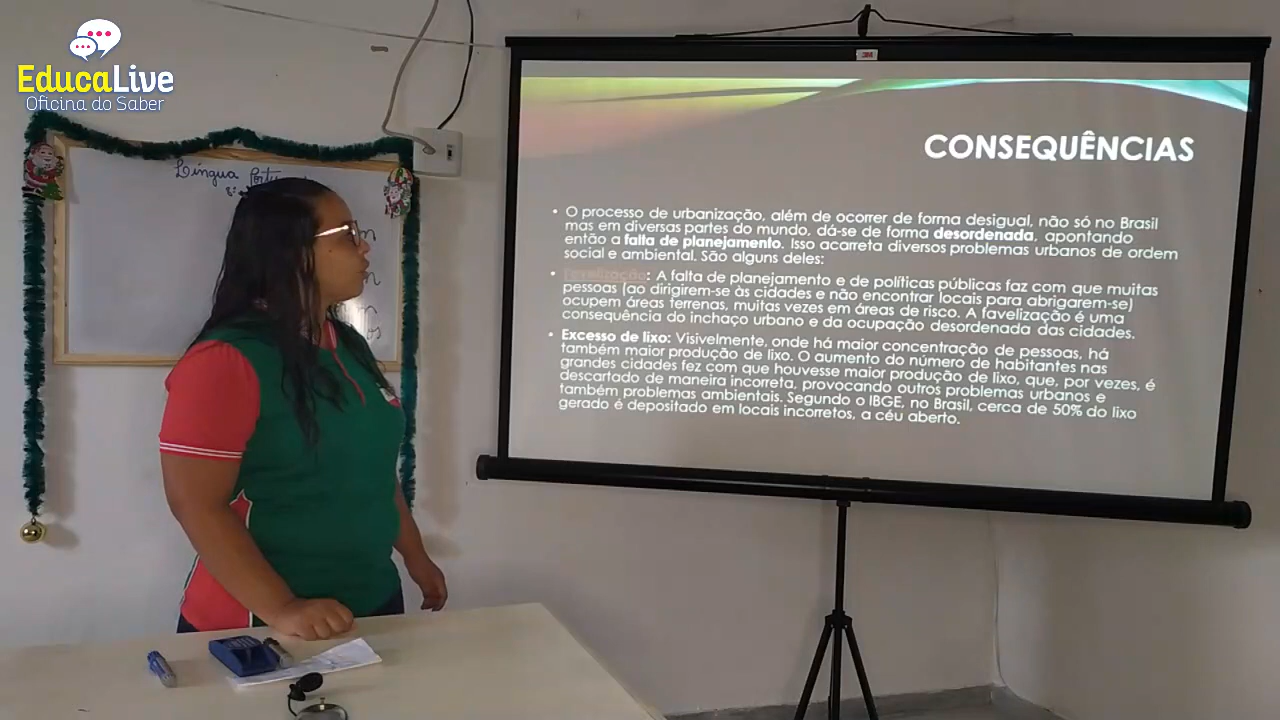 EducaLive
Oficina do Saber
Língua
3M
CONSEQUÊNCIAS
• O processo de urbanização, além de ocorrer de forma desigual, não só no Brasil
mas em diversas partes do mundo, dá-se de forma desordenada, apontando
então a falta de planejamento. Isso acarreta diversos problemas urbanos de ordem
social e ambiental. São alguns deles:
• Favelização: A falta de planejamento e de políticas públicas faz com que muitas
pessoas (ao dirigirem-se às cidades e não encontrar locais para abrigarem-se)
ocupem áreas terrenas, muitas vezes em áreas de risco. A favelização é uma
consequência do inchaço urbano e da ocupação desordenada das cidades.
• Excesso de lixo: Visivelmente, onde há maior concentração de pessoas, há
também maior produção de lixo. O aumento do número de habitantes nas
grandes cidades fez com que houvesse maior produção de lixo, que, por vezes, é
descartado de maneira incorreta, provocando outros problemas urbanos e
também problemas ambientais. Segundo o IBGE, no Brasil, cerca de 50% do lixo
gerado é depositado em locais incorretos, a céu aberto.